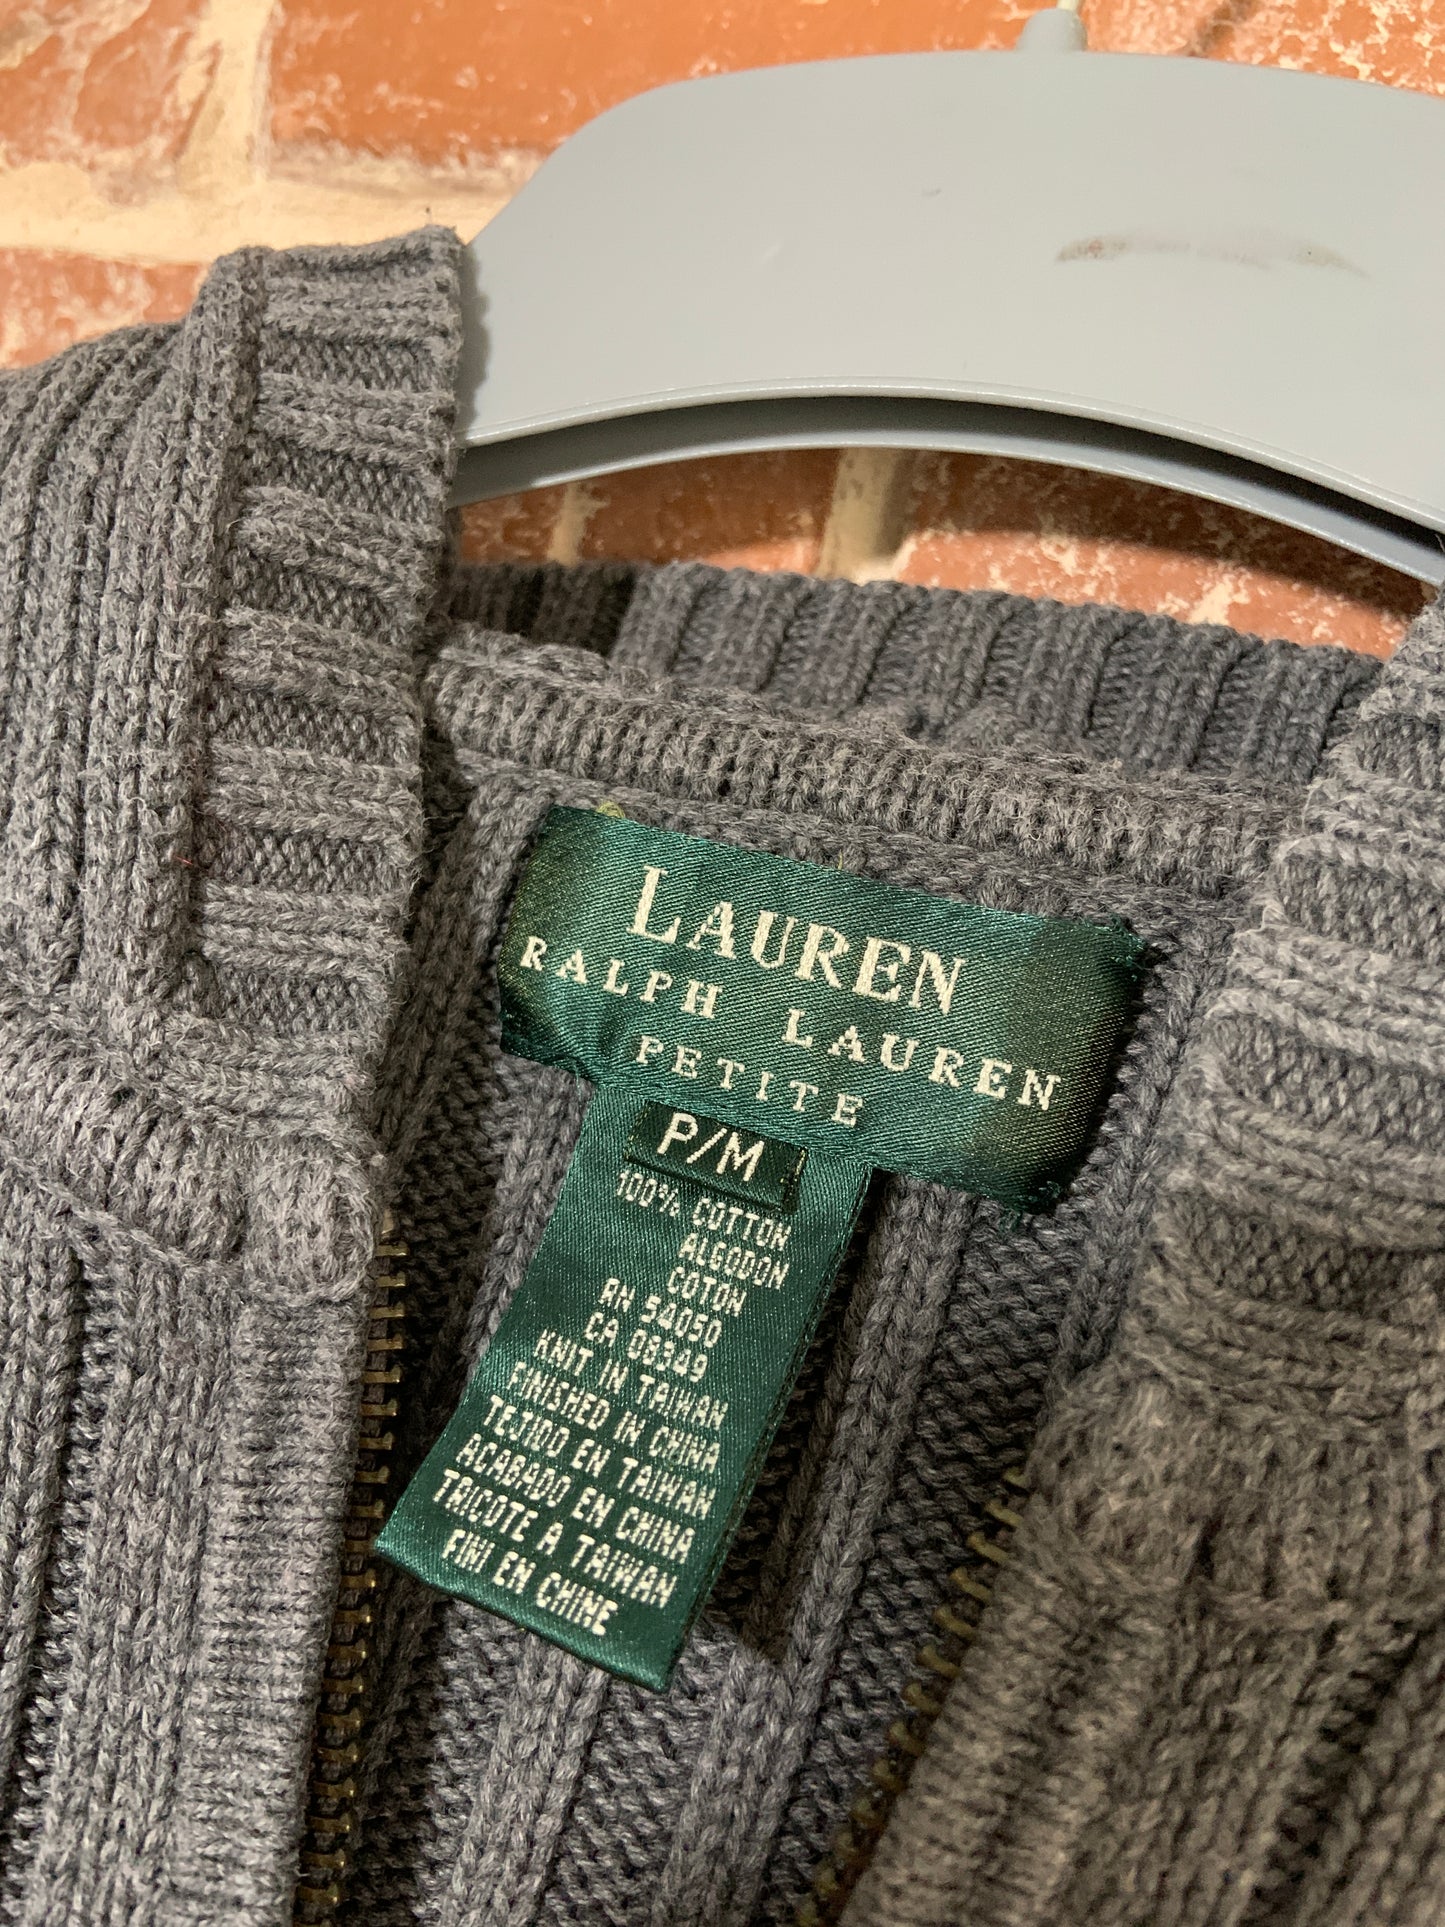 LAUREN
RALPH LAUREN
PETITE
P/M
100% COTTON
ALGODON
COTON
RN 54050
CA 08349
KNIT IN TAIWAN
FINISHED IN CHINA
TEJIDO EN TAIWAN
ACABADO EN CHINA
TRICOTE A TAIWAN
FINI EN CHINE